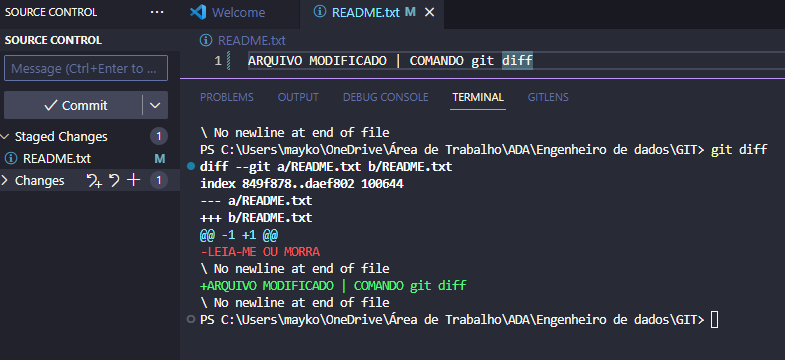 SOURCE CONTROL ···
Welcome
README.txt M
SOURCE CONTROL
README.txt
Message (Ctrl+Enter to ...
1 ARQUIVO MODIFICADO | COMANDO git diff
Commit
PROBLEMS OUTPUT DEBUG CONSOLE TERMINAL GITLENS
Staged Changes 1
README.txt M
Changes 1
\ No newline at end of file
PS C:\Users\mayko\OneDrive\Área de Trabalho\ADA\Engenheiro de dados\GIT> git diff
diff --git a/README.txt b/README.txt
index 849f878..daef802 100644
--- a/README.txt
+++ b/README.txt
@@ -1 +1 @@
-LEIA-ME OU MORRA
\ No newline at end of file
+ARQUIVO MODIFICADO | COMANDO git diff
\ No newline at end of file
PS C:\Users\mayko\OneDrive\Área de Trabalho\ADA\Engenheiro de dados\GIT>